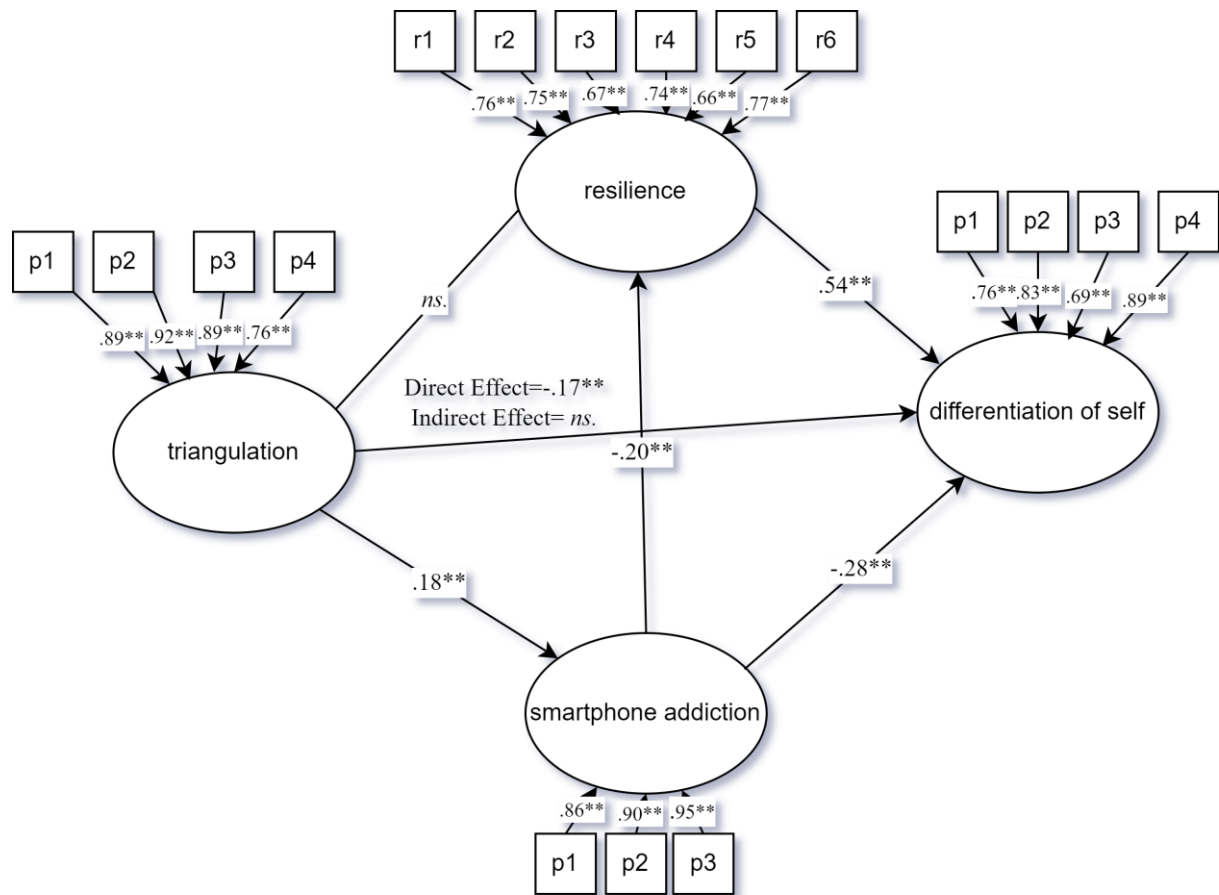 r1
r2
r3
r4
r5
r6
.76**
.75**
.67**
.74**
.66**
.77**
resilience
p1
p2
p3
p4
.89**
.92**
.89**
.76**
triangulation
p1
p2
p3
p4
.76**
.83**
.69**
.89**
differentiation of self
ns.
.54**
Direct Effect=-.17**
Indirect Effect= ns.
-.20**
.18**
-.28**
smartphone addiction
.86**
.90**
.95**
p1
p2
p3